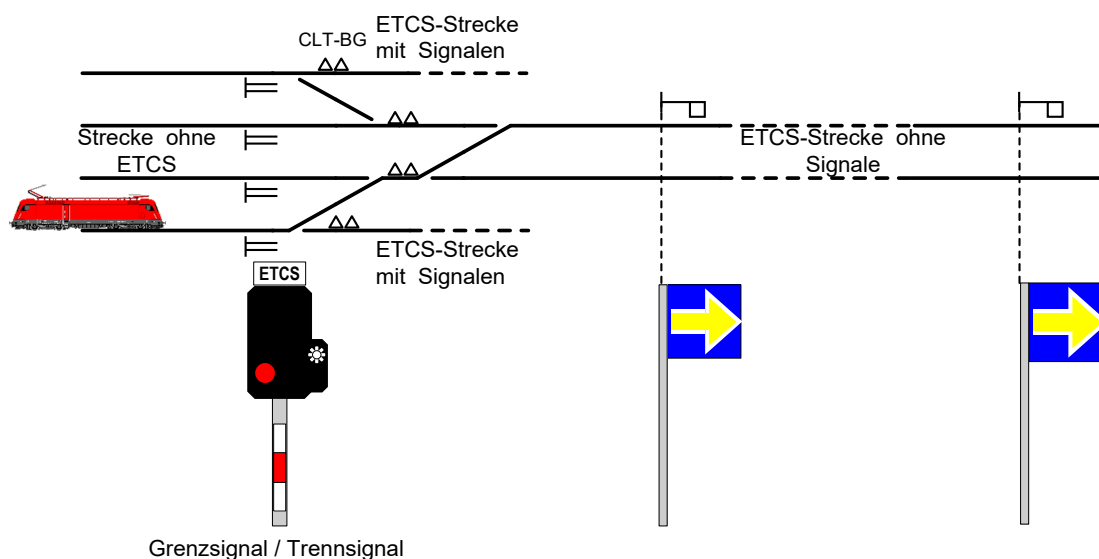 CLT-BG
ETCS-Strecke
mit Signalen
Strecke ohne
ETCS
ETCS-Strecke ohne
Signale
ETCS-Strecke
mit Signalen
ETCS
Grenzsignal / Trennsignal